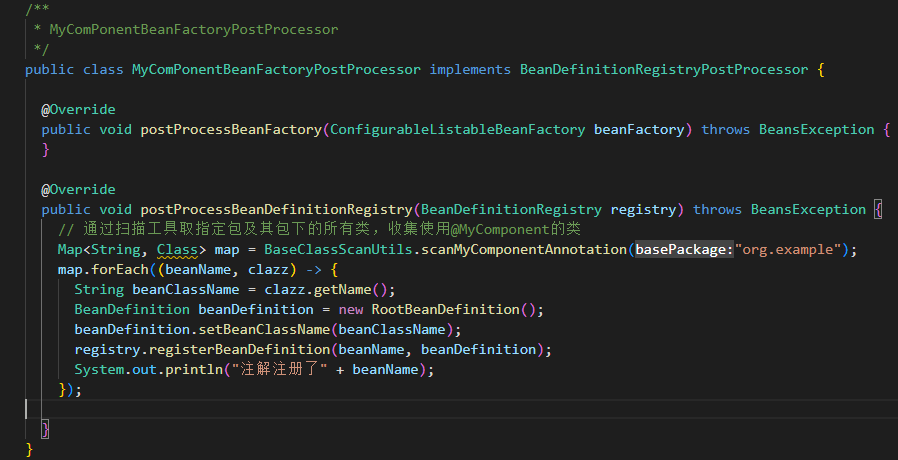 /**
 * MyComPonentBeanFactoryPostProcessor
 */
public class MyComPonentBeanFactoryPostProcessor implements BeanDefinitionRegistryPostProcessor {
@Override
public void postProcessBeanFactory(ConfigurableListableBeanFactory beanFactory) throws BeansException {
}
@Override
public void postProcessBeanDefinitionRegistry(BeanDefinitionRegistry registry) throws BeansException {
// 通过扫描工具取指定包及其包下的所有类，收集使用@MyComponent的类
Map<String, Class> map = BaseClassScanUtils.scanMyComponentAnnotation(basePackage:"org.example");
map.forEach((beanName, clazz) -> {
String beanClassName = clazz.getName();
BeanDefinition beanDefinition = new RootBeanDefinition();
beanDefinition.setBeanClassName(beanClassName);
registry.registerBeanDefinition(beanName, beanDefinition);
System.out.println("注解注册了" + beanName);
});
}
}